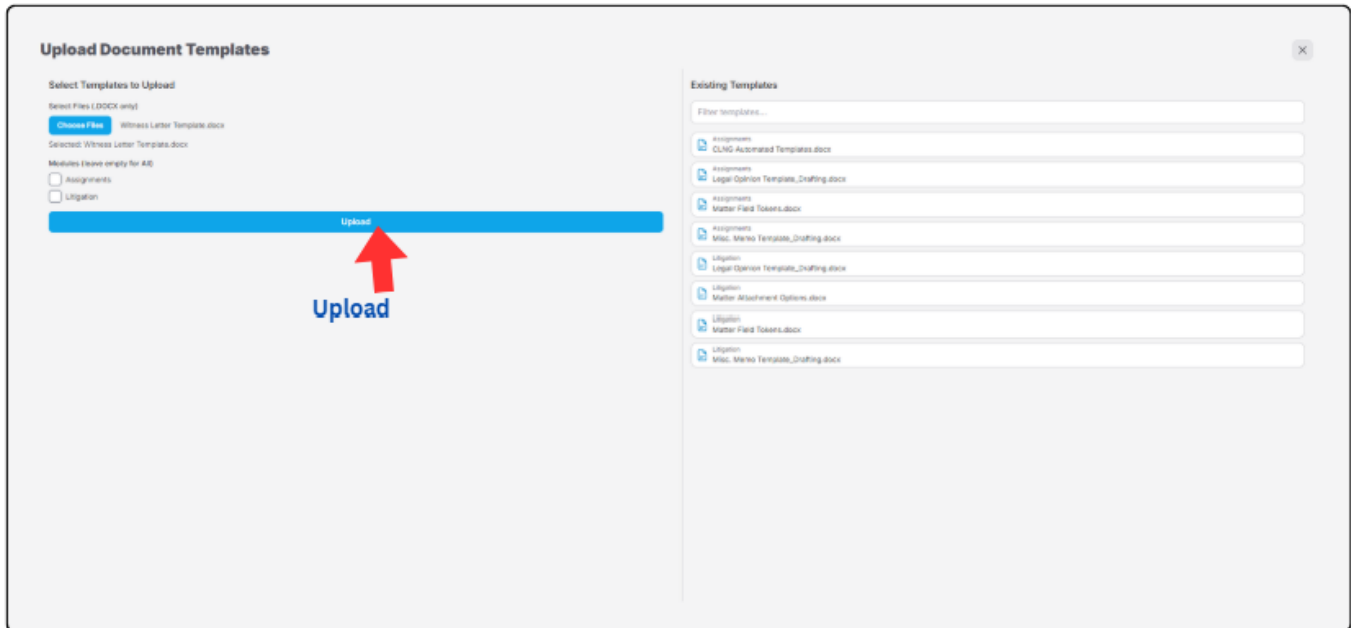 Upload Document Templates
×
Select Templates to Upload
Select Files (.DOCX only)
Choose Files Witness Letter Template.docx
Selected: Witness Letter Template.docx
Modules (leave empty for All)
Assignments
Litigation
Upload
Upload
Existing Templates
Filter templates...
Assignments
CLNG Automated Templates.docx
Assignments
Legal Opinion Template_Drafting.docx
Assignments
Matter Field Tokens.docx
Assignments
Misc. Memo Template_Drafting.docx
Litigation
Legal Opinion Template_Drafting.docx
Litigation
Matter Attachment Options.docx
Litigation
Matter Field Tokens.docx
Litigation
Misc. Memo Template_Drafting.docx